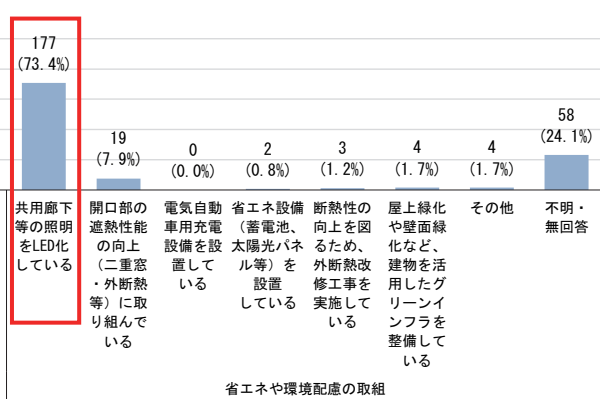 177
(73.4%)
19
(7.9%)
0
(0.0%)
2
(0.8%)
3
(1.2%)
4
(1.7%)
4
(1.7%)
58
(24.1%)
共用廊下
等の照明
をLED化
している
開口部の
遮熱性能
の向上
(二重窓
・外断熱
等)に取
り組んで
いる
電気自動
車用充電
設備を設
置して
いる
省エネ設備
(蓄電池、
太陽光パネ
ル等)を
設置
している
断熱性の
向上を図
るため、
外断熱改
修工事を
実施して
いる
屋上緑化
や壁面緑
化など、
建物を活
用したグ
リーンイ
ンフラを
整備して
いる
その他
不明・
無回答
省エネや環境配慮の取組